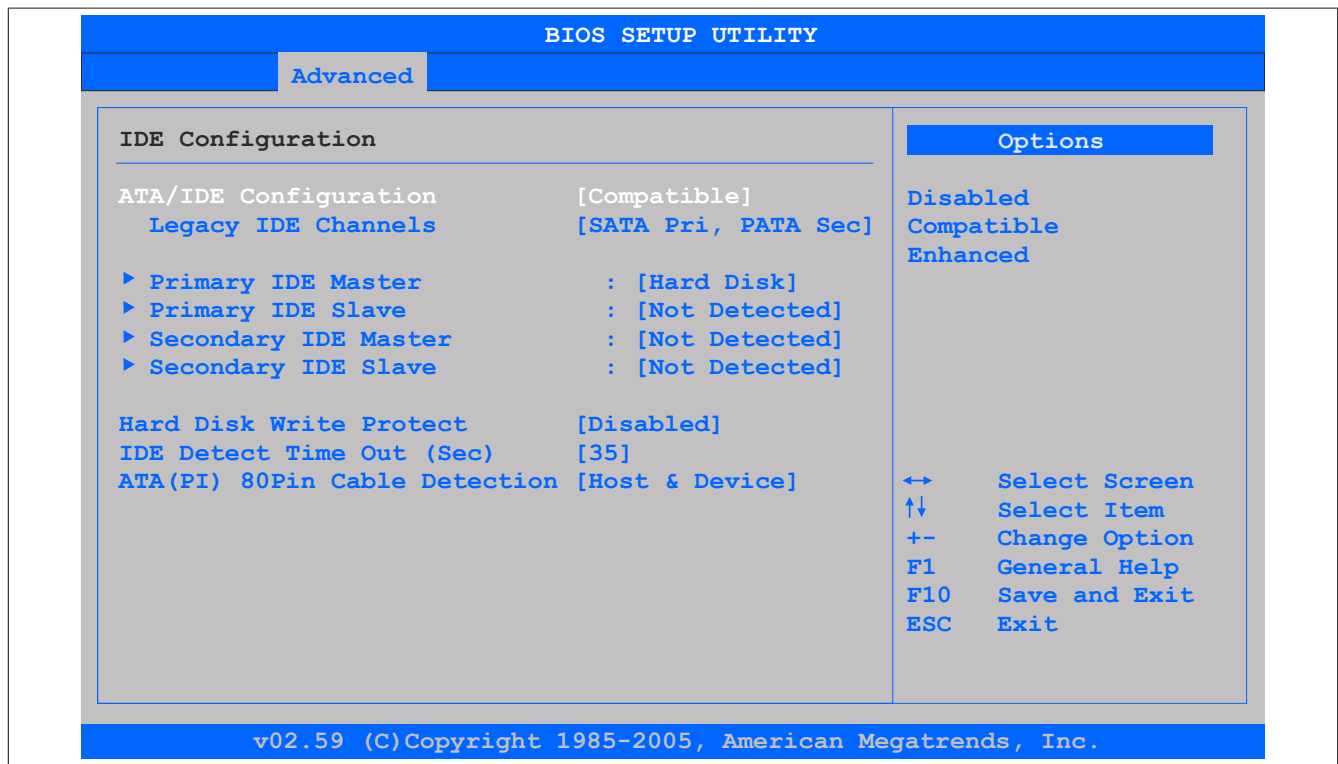 BIOS SETUP UTILITY
Advanced
IDE Configuration
ATA/IDE Configuration [Compatible]
Legacy IDE Channels [SATA Pri, PATA Sec]
Primary IDE Master : [Hard Disk]
Primary IDE Slave : [Not Detected]
Secondary IDE Master : [Not Detected]
Secondary IDE Slave : [Not Detected]
Hard Disk Write Protect [Disabled]
IDE Detect Time Out (Sec) [35]
ATA(PI) 80Pin Cable Detection [Host & Device]
Options
Disabled
Compatible
Enhanced
↔ Select Screen
↑↓ Select Item
+- Change Option
F1 General Help
F10 Save and Exit
ESC Exit
v02.59 (C)Copyright 1985-2005, American Megatrends, Inc.